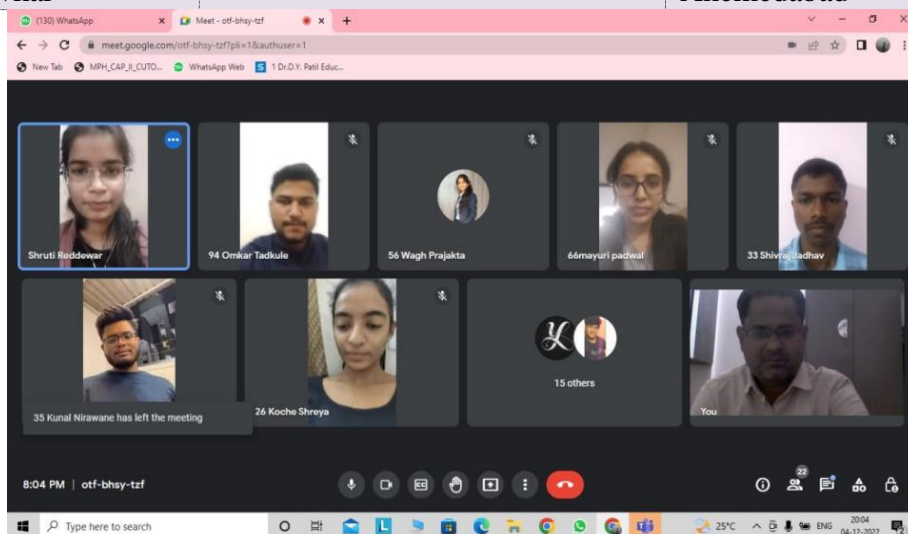 Ahemedabad
(130) WhatsApp
Meet - otf-bhsy-tzf
meet.google.com/otf-bhsy-tzf?pli=1&authuser=1
New Tab
MPH_CAP_II_CUTO...
WhatsApp Web
1 Dr.D.Y. Patil Educ...
Shruti Reddewar
94 Omkar Tadkule
56 Wagh Prajakta
66mayuri padwal
33 Shivraj Jadhav
35 Kunal Nirawane has left the meeting
26 Koche Shreya
15 others
You
8:04 PM | otf-bhsy-tzf
22
Type here to search
25°C
ENG
20:04
04-12-2022